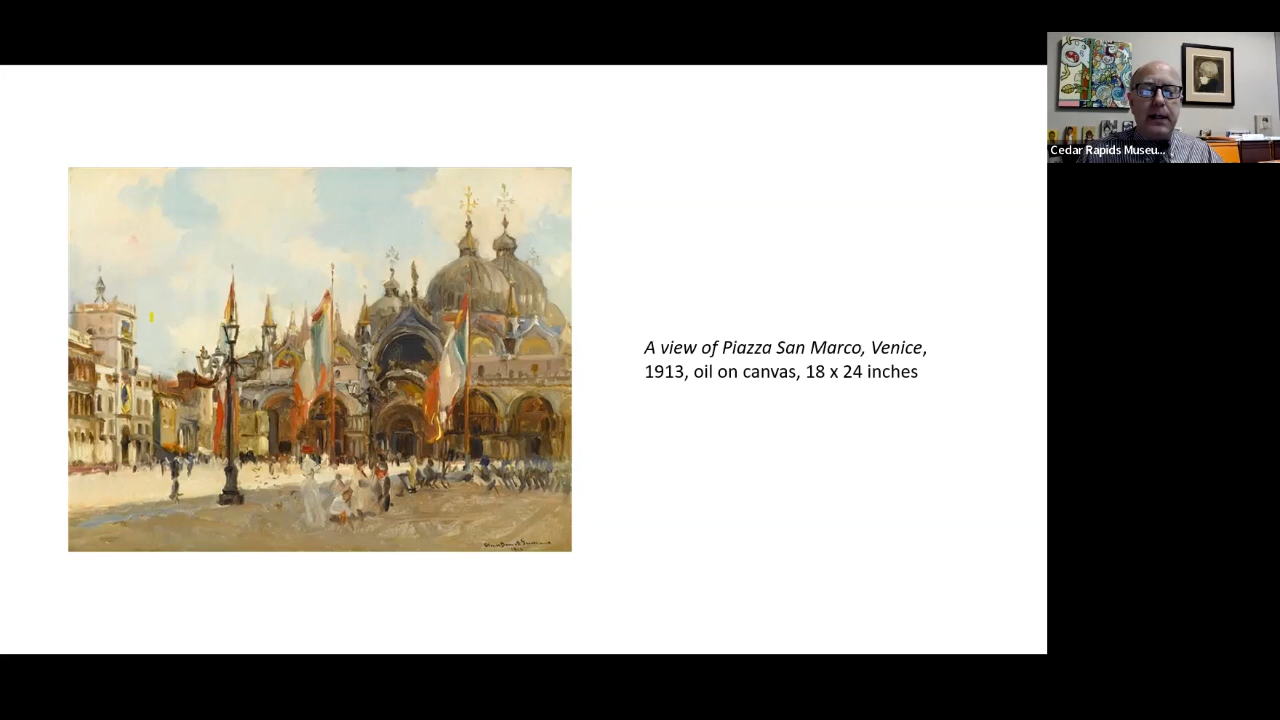 Cedar Rapids Museu...
A view of Piazza San Marco, Venice,
1913, oil on canvas, 18 x 24 inches